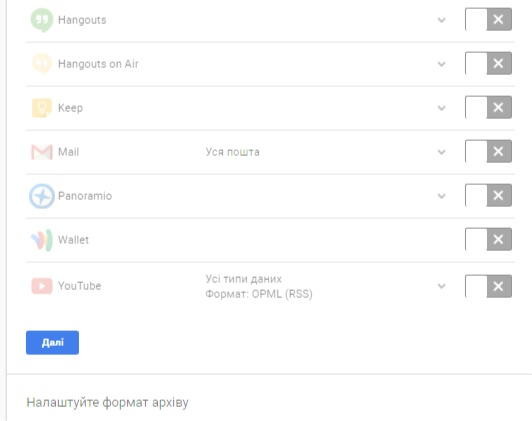 Hangouts
Hangouts on Air
Keep
Mail Уся пошта
Panoramio
Wallet
YouTube Усі типи даних
Формат: OPML (RSS)
Далі
Налаштуйте формат архіву